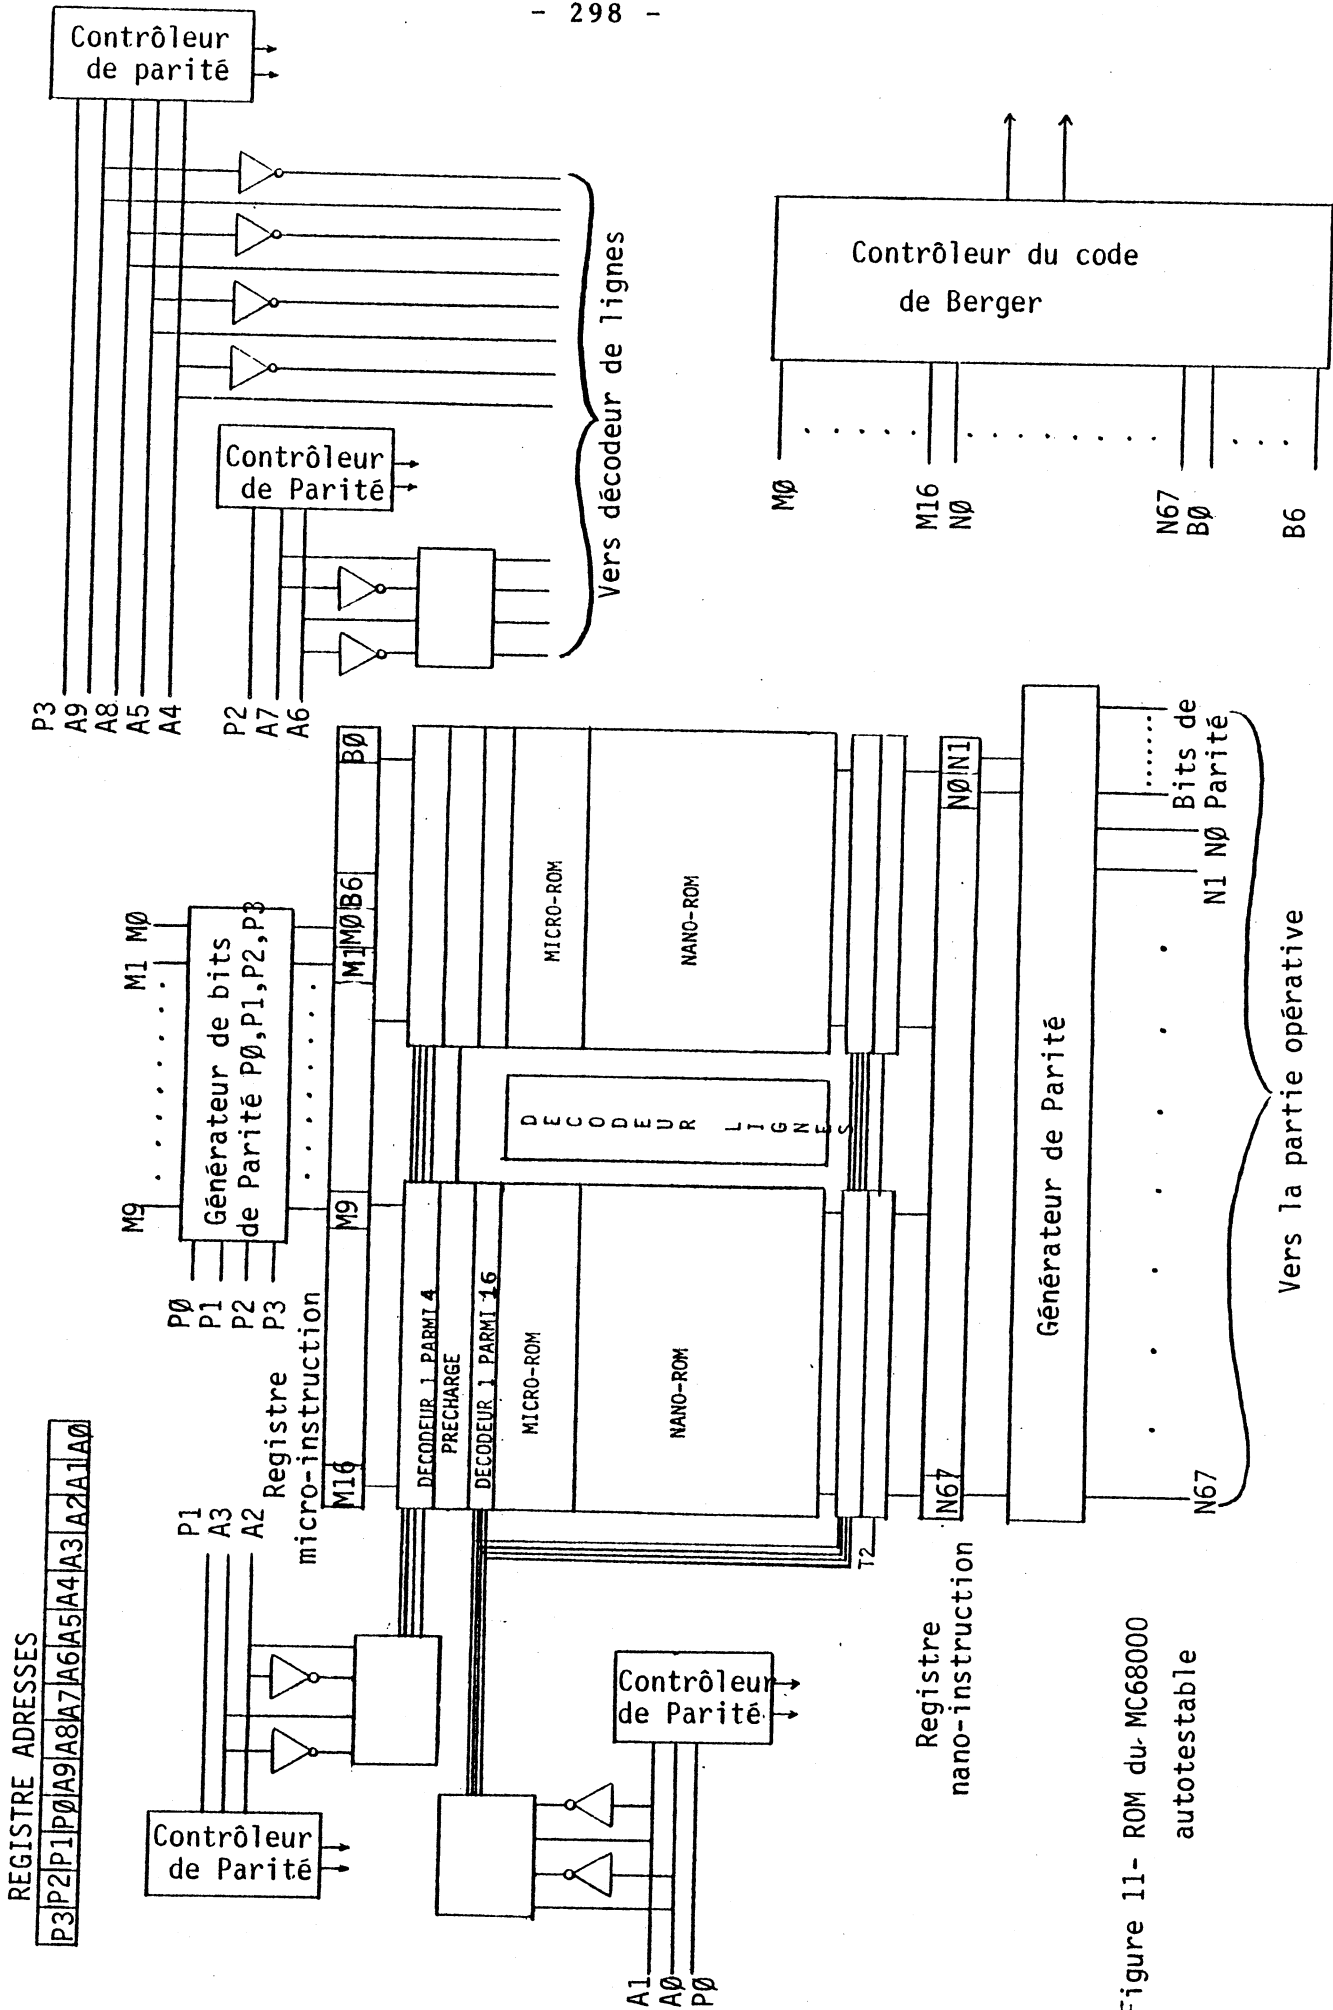 - 298 -
Contrôleur
de parité
P3
A9
A8
A5
A4
Contrôleur
de Parité
P2
A7
A6
Vers décodeur de lignes
Contrôleur du code
de Berger
MØ
M16
NØ
N67
BØ
B6
M9
M1
MØ
Générateur de bits
de Parité PØ,P1,P2,P3
PØ
P1
P2
P3
Registre
micro-instruction
M16
M9
M1
MØ
B6
BØ
DECODEUR 1 PARMI 4
PRECHARGE
DECODEUR 1 PARMI 16
MICRO-ROM
NANO-ROM
DECODEUR LIGNES
MICRO-ROM
NANO-ROM
T2
N67
NØ
N1
Registre
nano-instruction
Générateur de Parité
N67
N1
NØ
Bits de
Parité
Vers la partie opérative
REGISTRE ADRESSES
P3 P2 P1 PØ A9 A8 A7 A6 A5 A4 A3 A2 A1 AØ
P1
A3
A2
Contrôleur
de Parité
Contrôleur
de Parité
A1
AØ
PØ
Figure 11- ROM du MC68000
autotestable